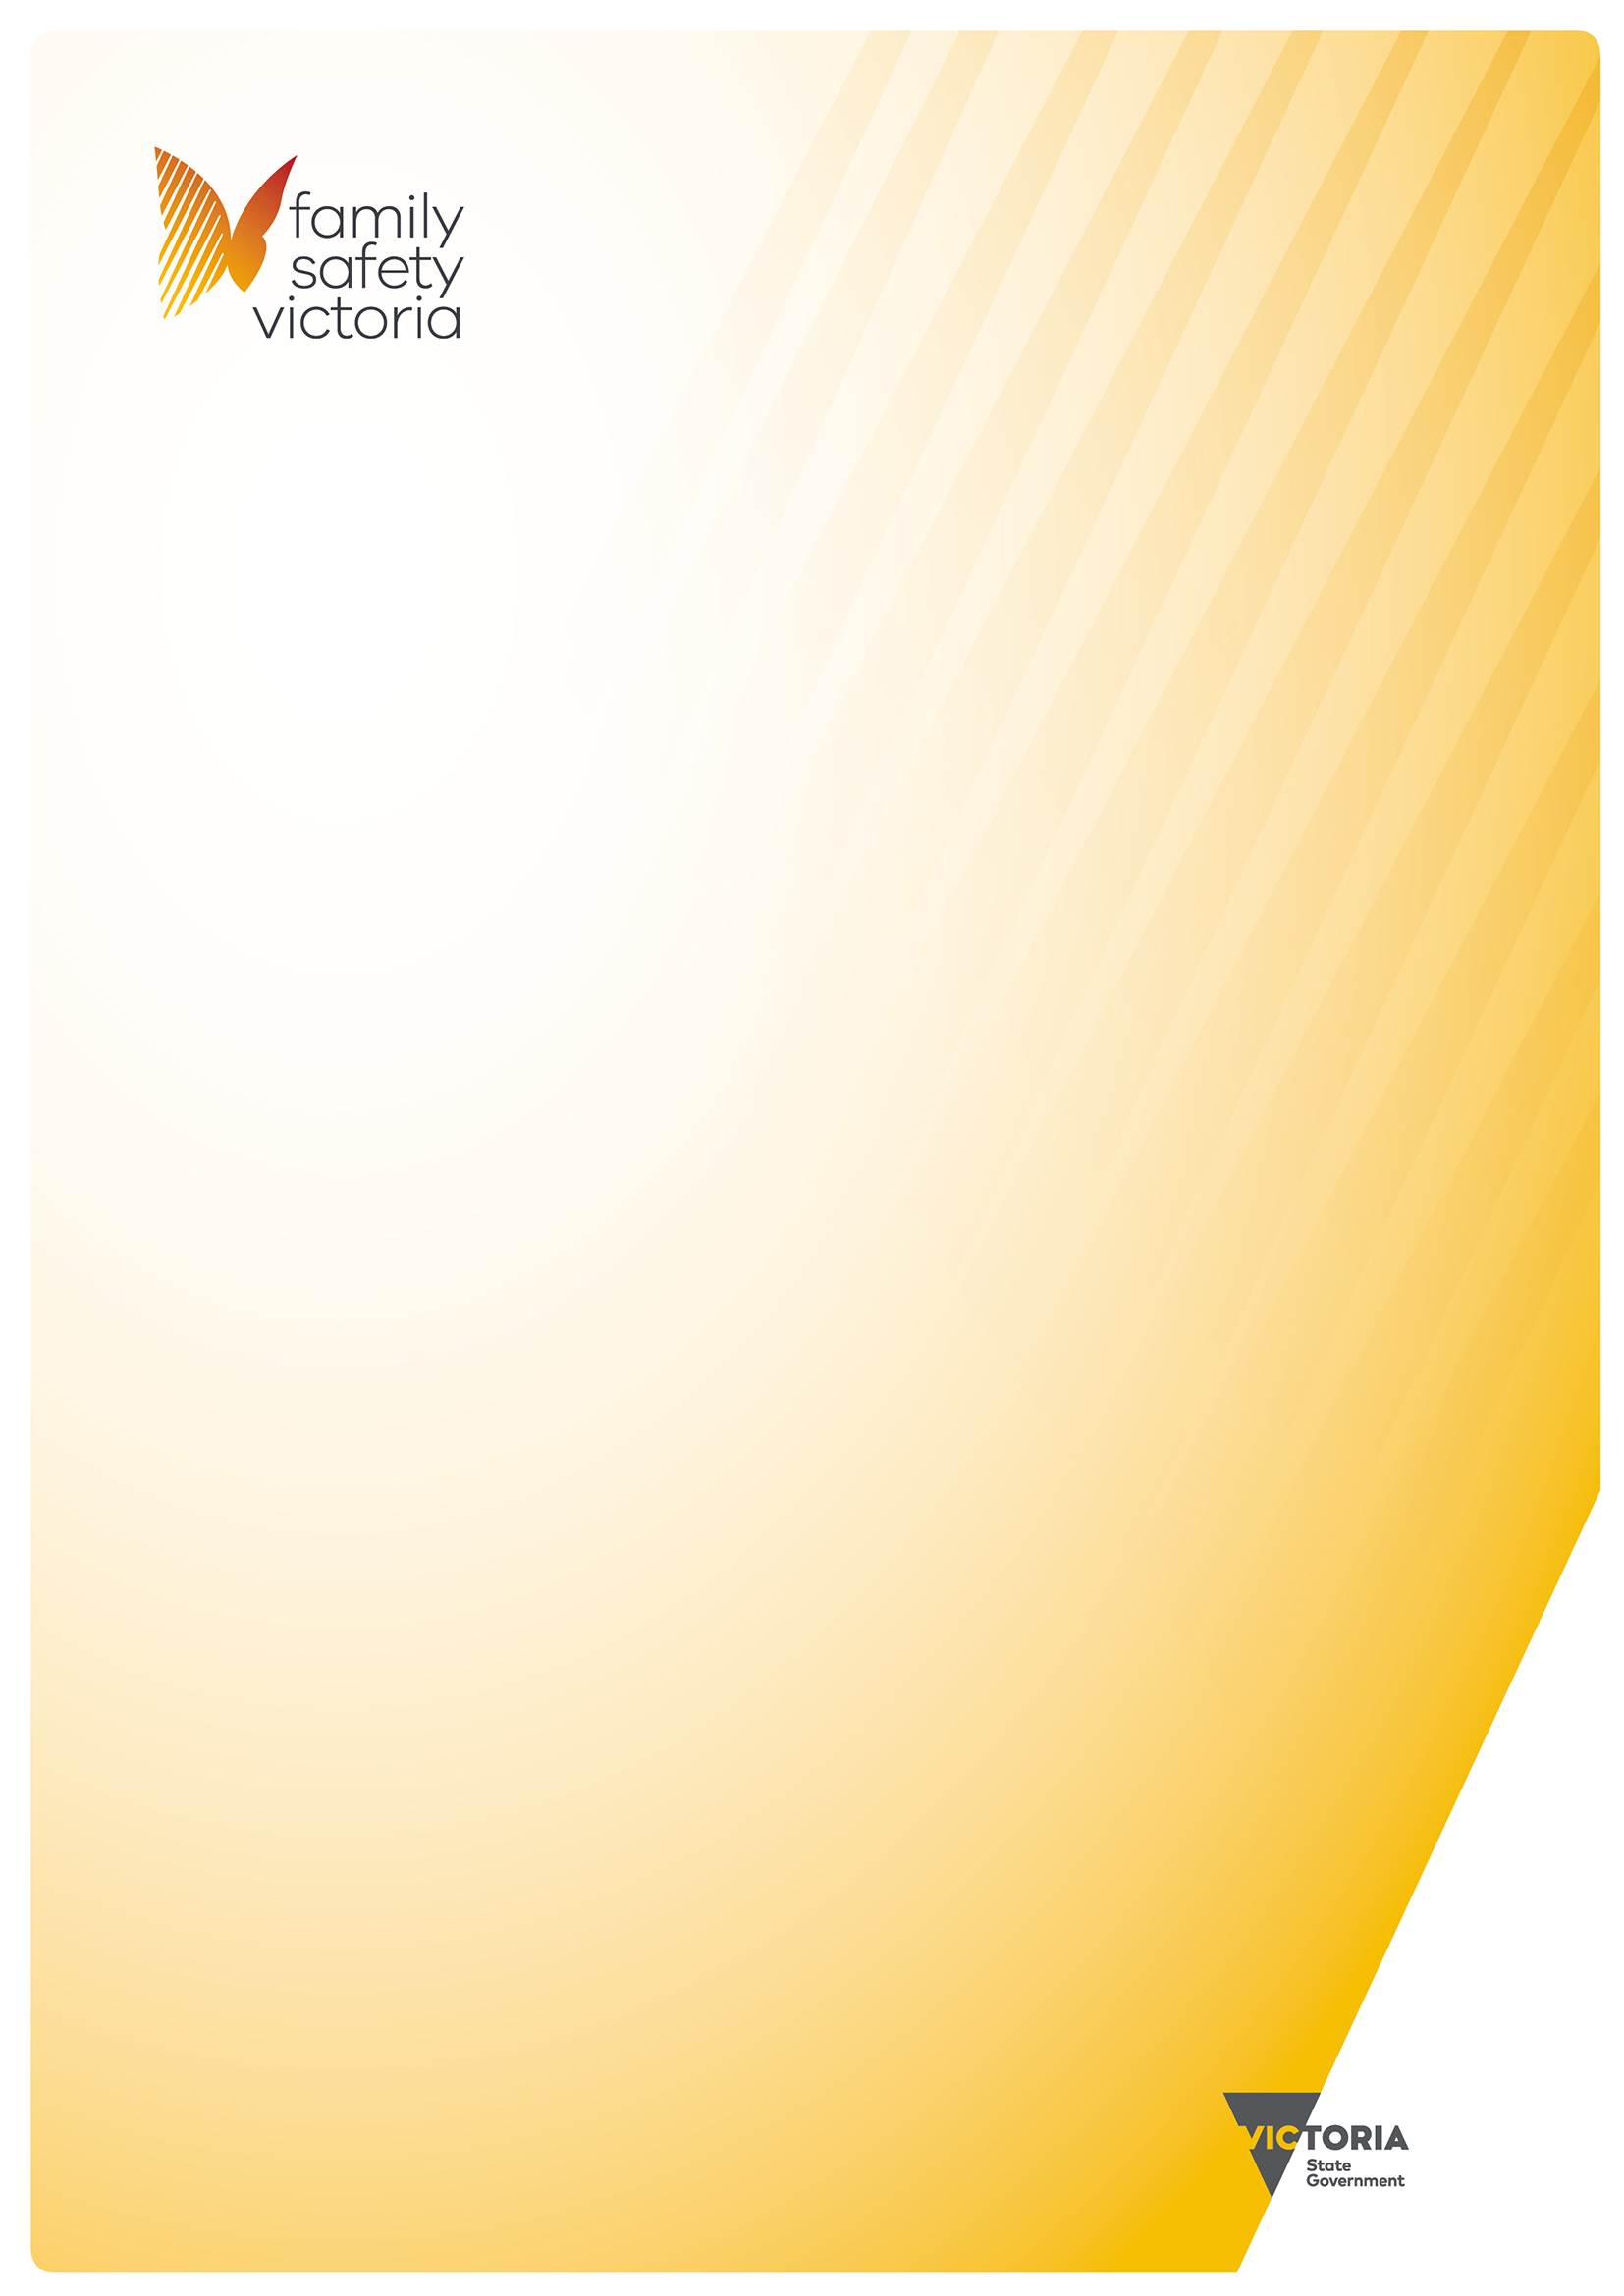 family
safety
victoria
VICTORIA
State
Government